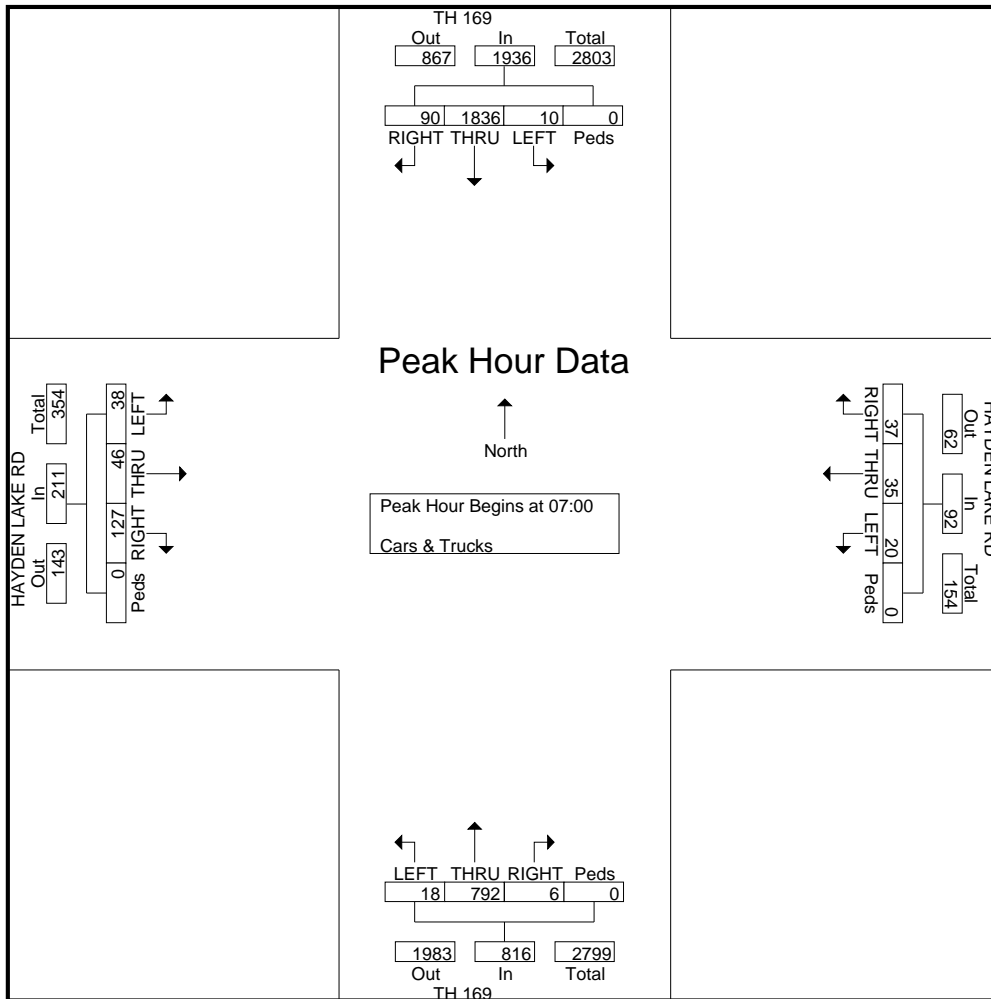 TH 169
Out In Total
867 1936 2803
90 1836 10 0
RIGHT THRU LEFT Peds
Peak Hour Data
North
Peak Hour Begins at 07:00
Cars & Trucks
HAYDEN LAKE RD
Out In Total
143 211 354
0 127 46 38
Peds RIGHT THRU LEFT
HAYDEN LAKE RD
Out In Total
62 92 154
37 35 20 0
RIGHT THRU LEFT Peds
LEFT THRU RIGHT Peds
18 792 6 0
1983 816 2799
Out In Total
TH 169